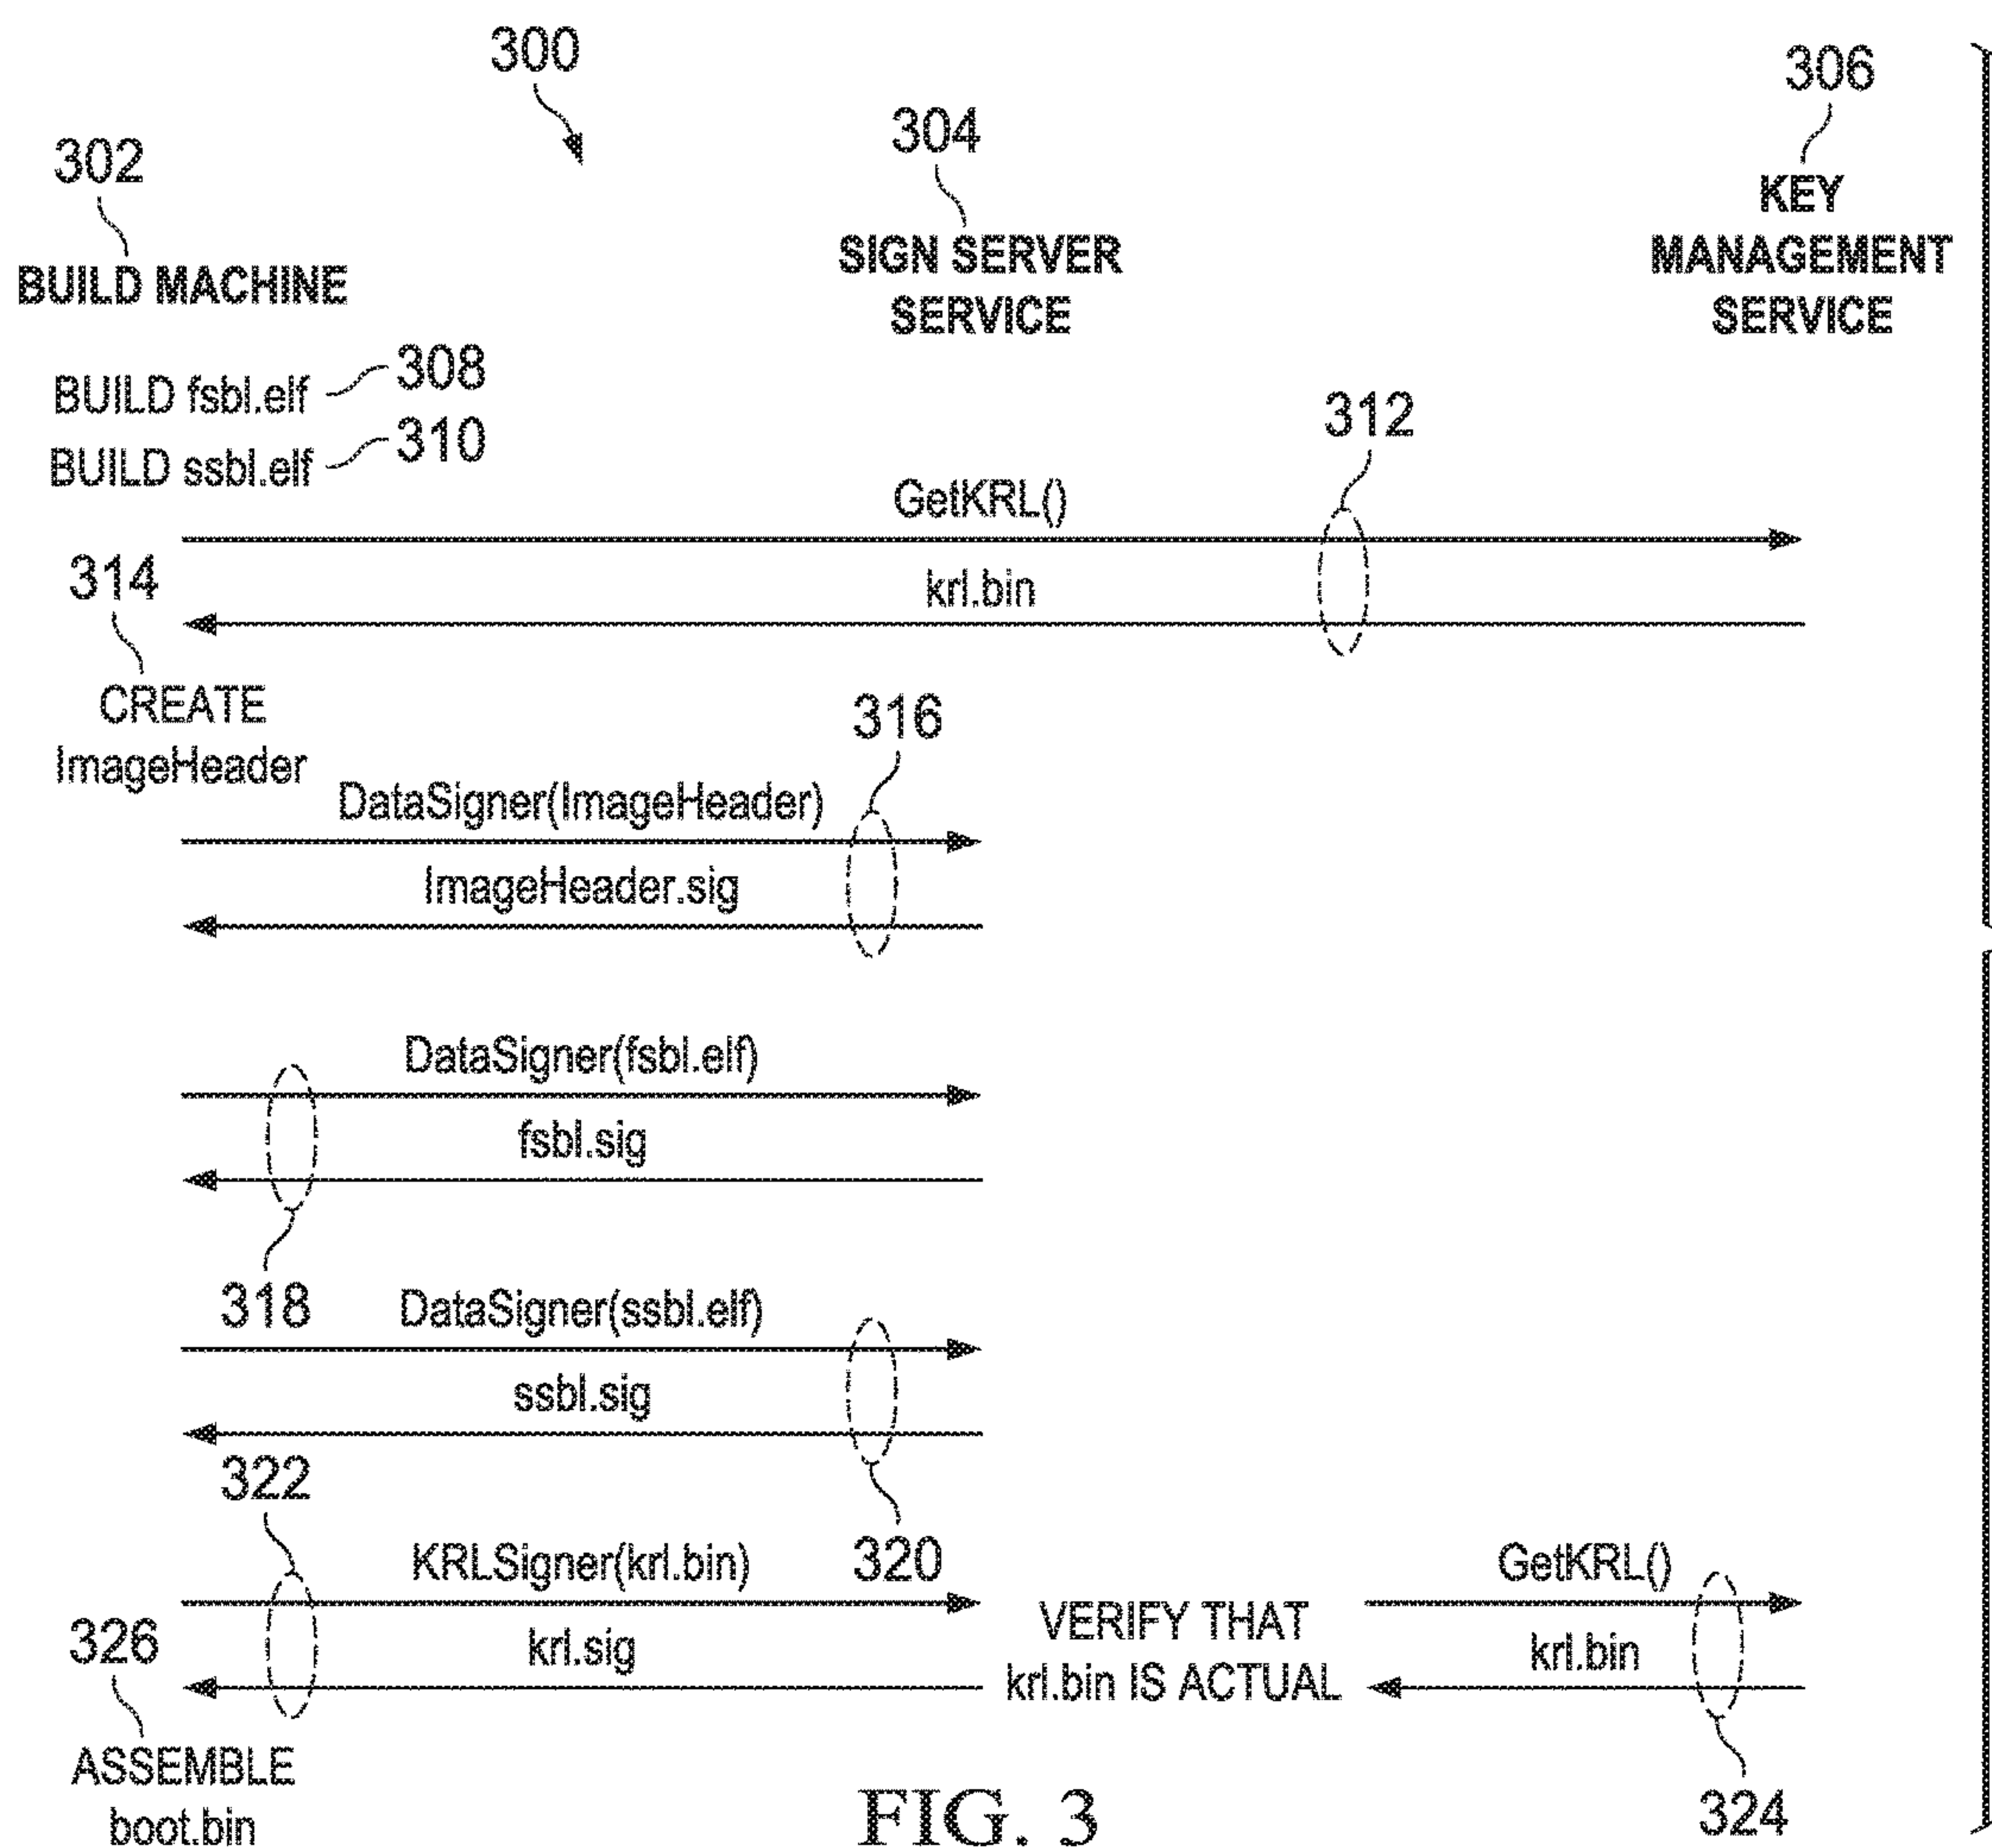 300
306
304
302
KEY
MANAGEMENT
SERVICE
SIGN SERVER
SERVICE
BUILD MACHINE
BUILD fsbl.elf
308
BUILD ssbl.elf
310
312
GetKRL()
krl.bin
314
CREATE
ImageHeader
316
DataSigner(ImageHeader)
ImageHeader.sig
DataSigner(fsbl.elf)
fsbl.sig
318
DataSigner(ssbl.elf)
ssbl.sig
320
322
KRLSigner(krl.bin)
krl.sig
VERIFY THAT
krl.bin IS ACTUAL
GetKRL()
krl.bin
324
326
ASSEMBLE
boot.bin
FIG. 3